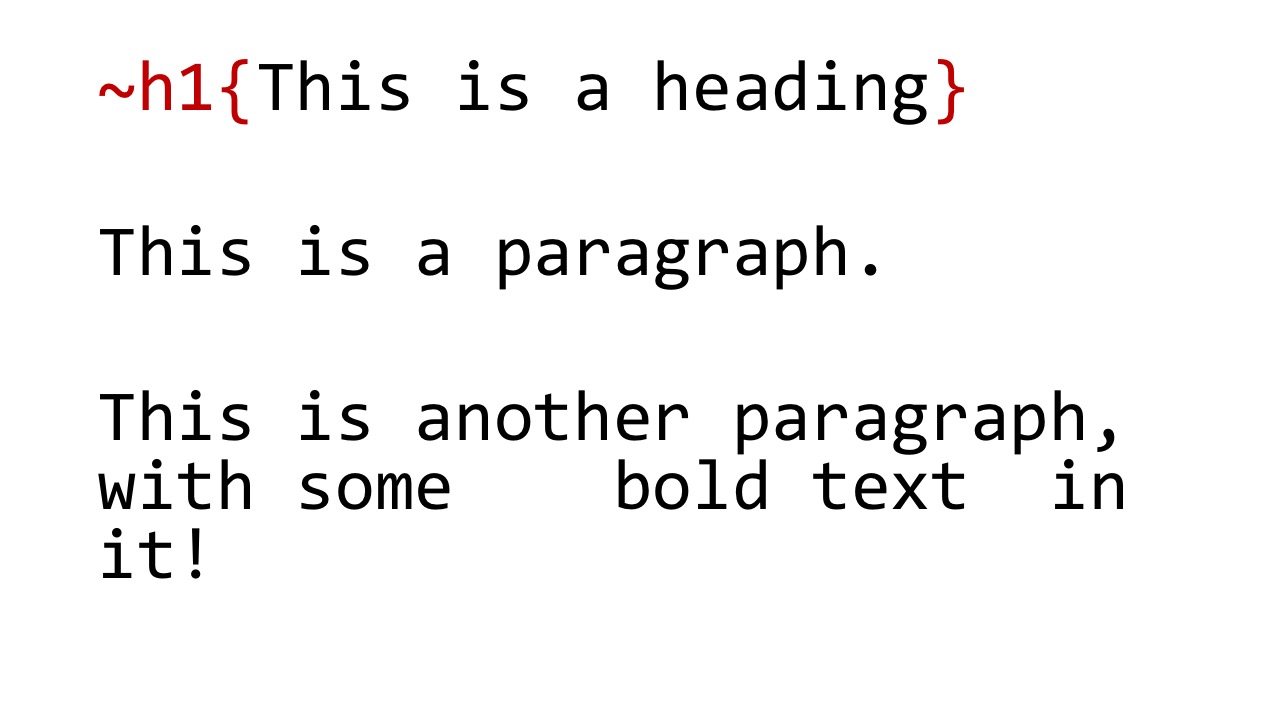 ~h1{This is a heading}
This is a paragraph.
This is another paragraph,
with some    bold text  in
it!